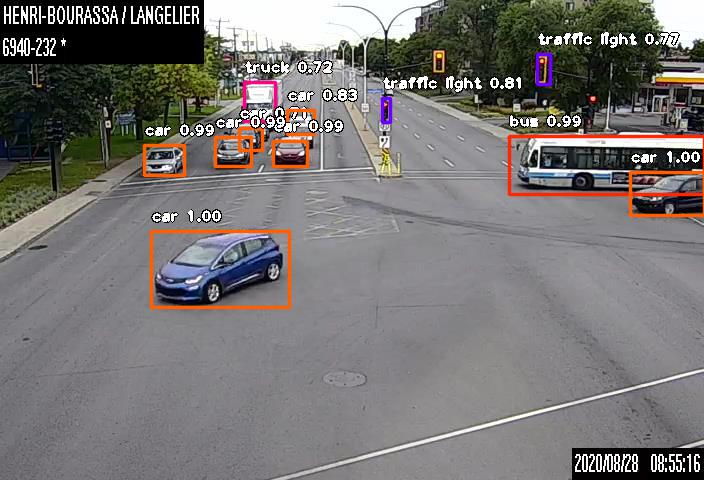 HENRI-BOURASSA / LANGELIER
6940-232 *
traffic light 0.77
truck 0.72
traffic light 0.81
car 0.83
car 0.99
car 0.99
car 0.99
bus 0.99
car 1.00
car 1.00
2020/08/28 08:55:16